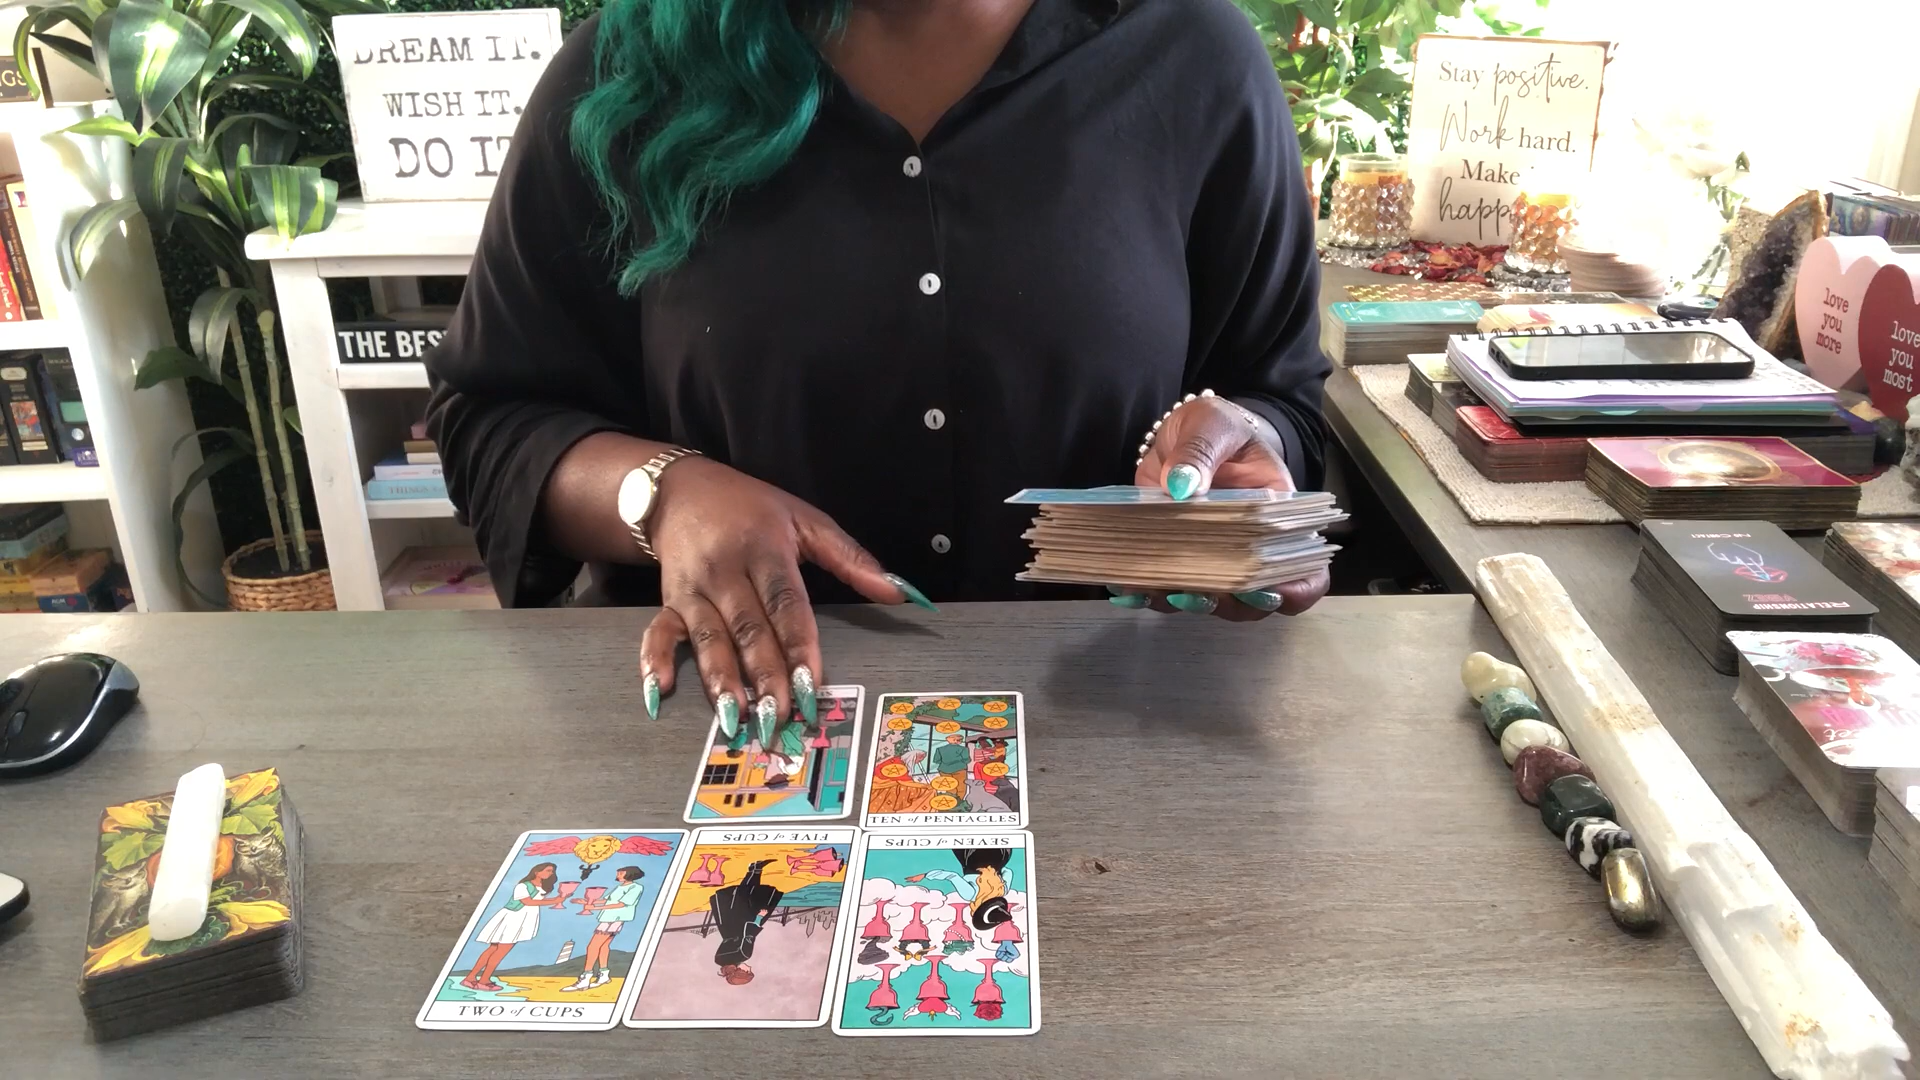 DREAM IT.
WISH IT.
DO IT
Stay positive.
Work hard.
Make
happ
THE BES
THINGS
love
you
more
love
you
most
RELATIONSHIP
TEN of PENTACLES
FIVE of CUPS
SEVEN of CUPS
TWO of CUPS